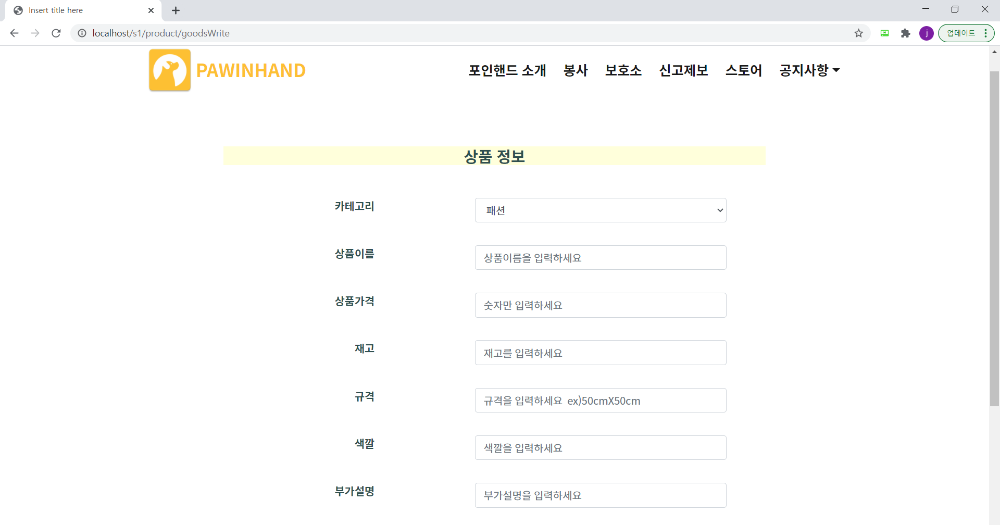 Insert title here
localhost/s1/product/goodsWrite
j
업데이트
PAWINHAND
포인핸드 소개 봉사 보호소 신고제보 스토어 공지사항
상품 정보
카테고리 패션
상품이름 상품이름을 입력하세요
상품가격 숫자만 입력하세요
재고 재고를 입력하세요
규격 규격을 입력하세요 ex)50cmX50cm
색깔 색깔을 입력하세요
부가설명 부가설명을 입력하세요